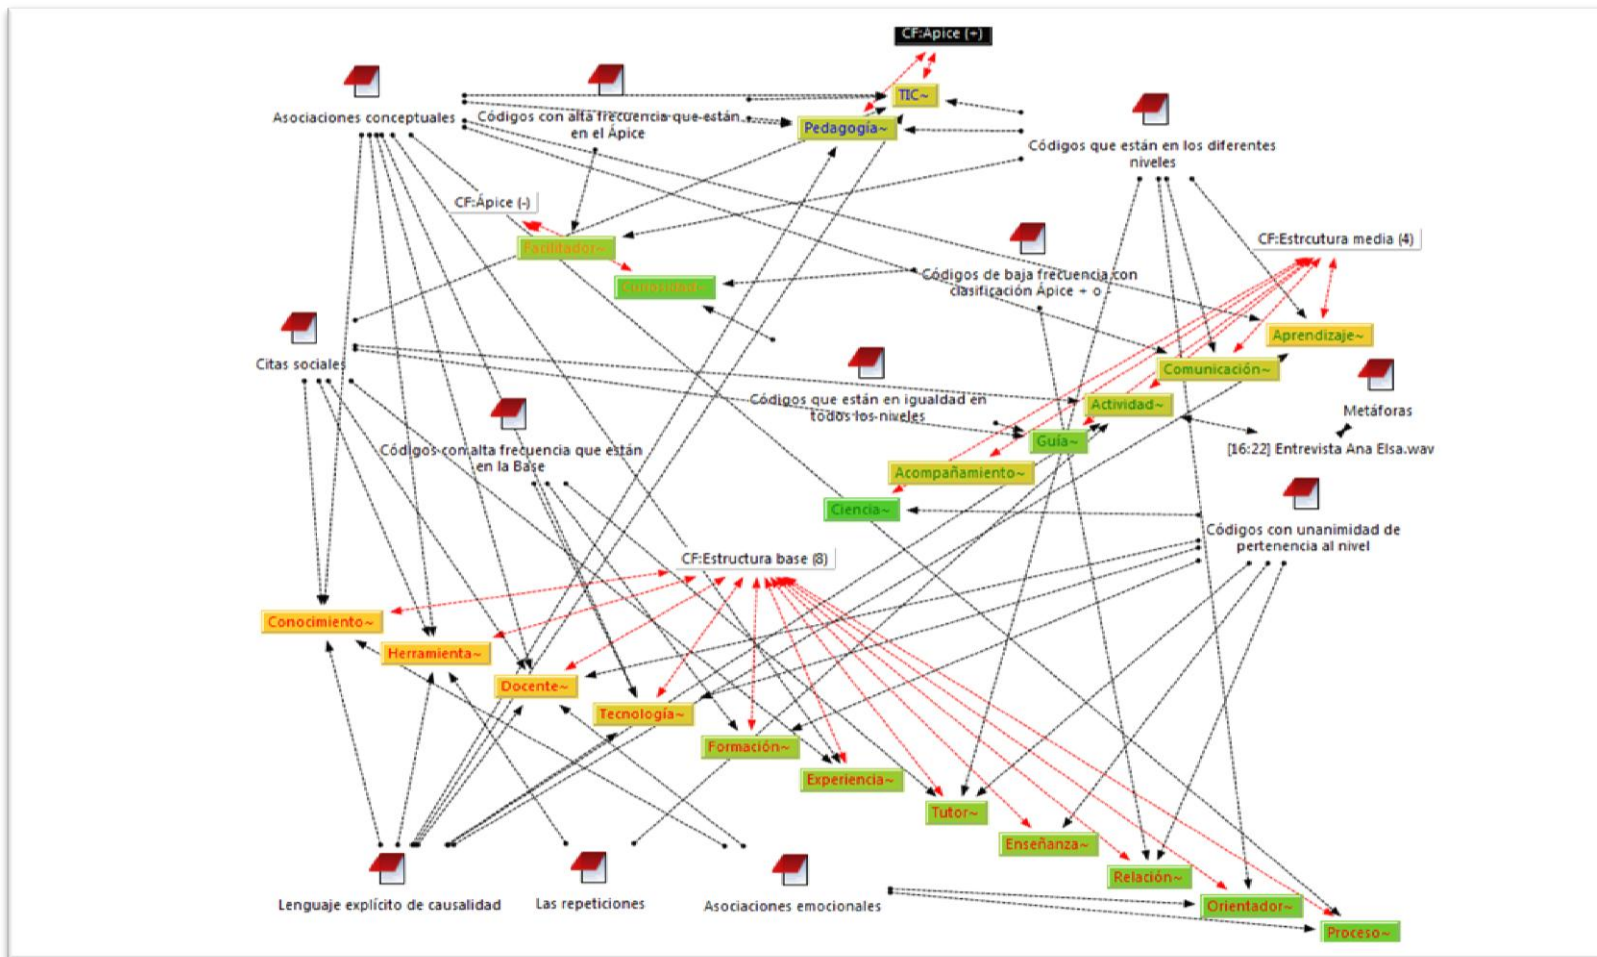 CF:Ápice (+)
TIC~
Asociaciones conceptuales
Códigos con alta frecuencia que están
en el Ápice
Pedagogía~
Códigos que están en los diferentes
niveles
CF:Ápice (-)
Facilitador~
CF:Estrcutura media (4)
Códigos de baja frecuencia con
clasificación Ápice + o -
Curiosidad~
Aprendizaje~
Citas sociales
Comunicación~
Códigos que están en igualdad en
todos los niveles
Actividad~
Metáforas
Guía~
[16:22] Entrevista Ana Elsa.wav
Códigos con alta frecuencia que están
en la Base
Acompañamiento~
Ciencia~
Códigos con unanimidad de
pertenencia al nivel
CF:Estructura base (8)
Conocimiento~
Herramienta~
Docente~
Tecnología~
Formación~
Experiencia~
Tutor~
Enseñanza~
Relación~
Orientador~
Proceso~
Lenguaje explícito de causalidad
Las repeticiones
Asociaciones emocionales